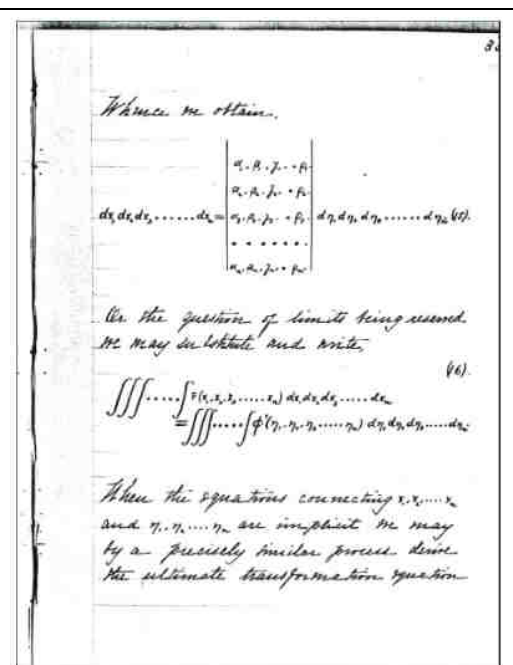 Whence we obtain.
α₁. β₁. γ₁. . ρ₁.
α₂. β₂. γ₂. . ρ₂.
dx₁ dx₂ dx₃ ...... dxₙ = α₃. β₃. γ₃. . ρ₃. dη₁ dη₂ dη₃ ...... dηₙ (15).
. . . . . .
αₙ. βₙ. γₙ. . ρₙ.
Or the question of limits being reserved
we may substitute and write,
(16).
∫∫∫ ..... ∫ F(x₁. x₂. x₃ ..... xₙ) dx₁ dx₂ dx₃ ..... dxₙ
= ∫∫∫ ..... ∫ φ'(η₁. η₂. η₃ ...... ηₙ) dη₁ dη₂ dη₃ ..... dηₙ.
When the equations connecting x₁ x₂ .... xₙ
and η₁. η₂ .... ηₙ are implicit we may
by a precisely similar process derive
the ultimate transformation equation